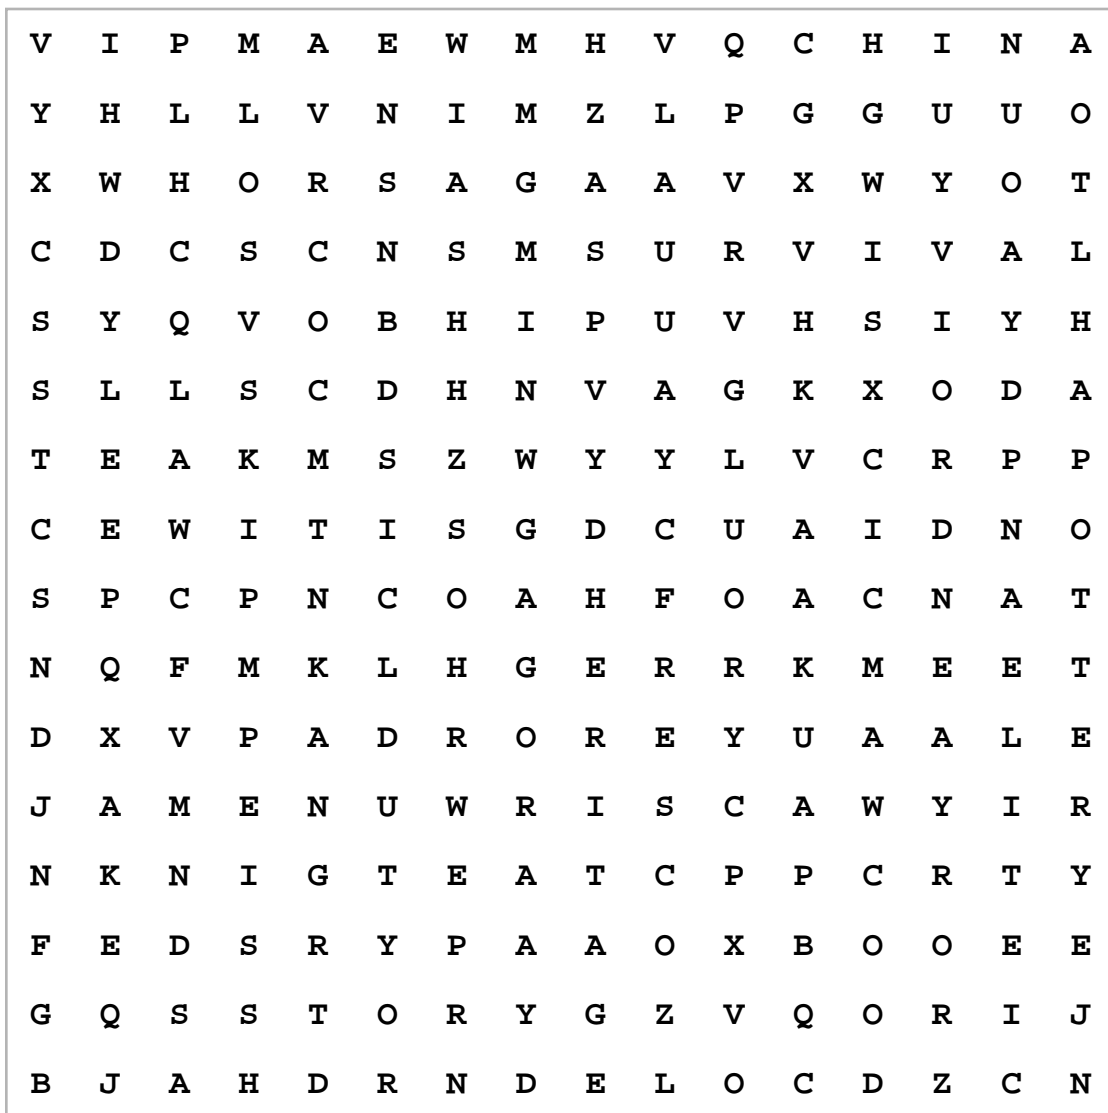 V I P M A E W M H V Q C H I N A
Y H L L V N I M Z L P G G U U O
X W H O R S A G A A V X W Y O T
C D C S C N S M S U R V I V A L
S Y Q V O B H I P U V H S I Y H
S L L S C D H N V A G K X O D A
T E A K M S Z W Y Y L V C R P P
C E W I T I S G D C U A I D N O
S P C P N C O A H F O A C N A T
N Q F M K L H G E R R K M E E T
D X V P A D R O R E Y U A A L E
J A M E N U W R I S C A W Y I R
N K N I G T E A T C P P C R T Y
F E D S R Y P A A O X B O O E E
G Q S S T O R Y G Z V Q O R I J
B J A H D R N D E L O C D Z C N